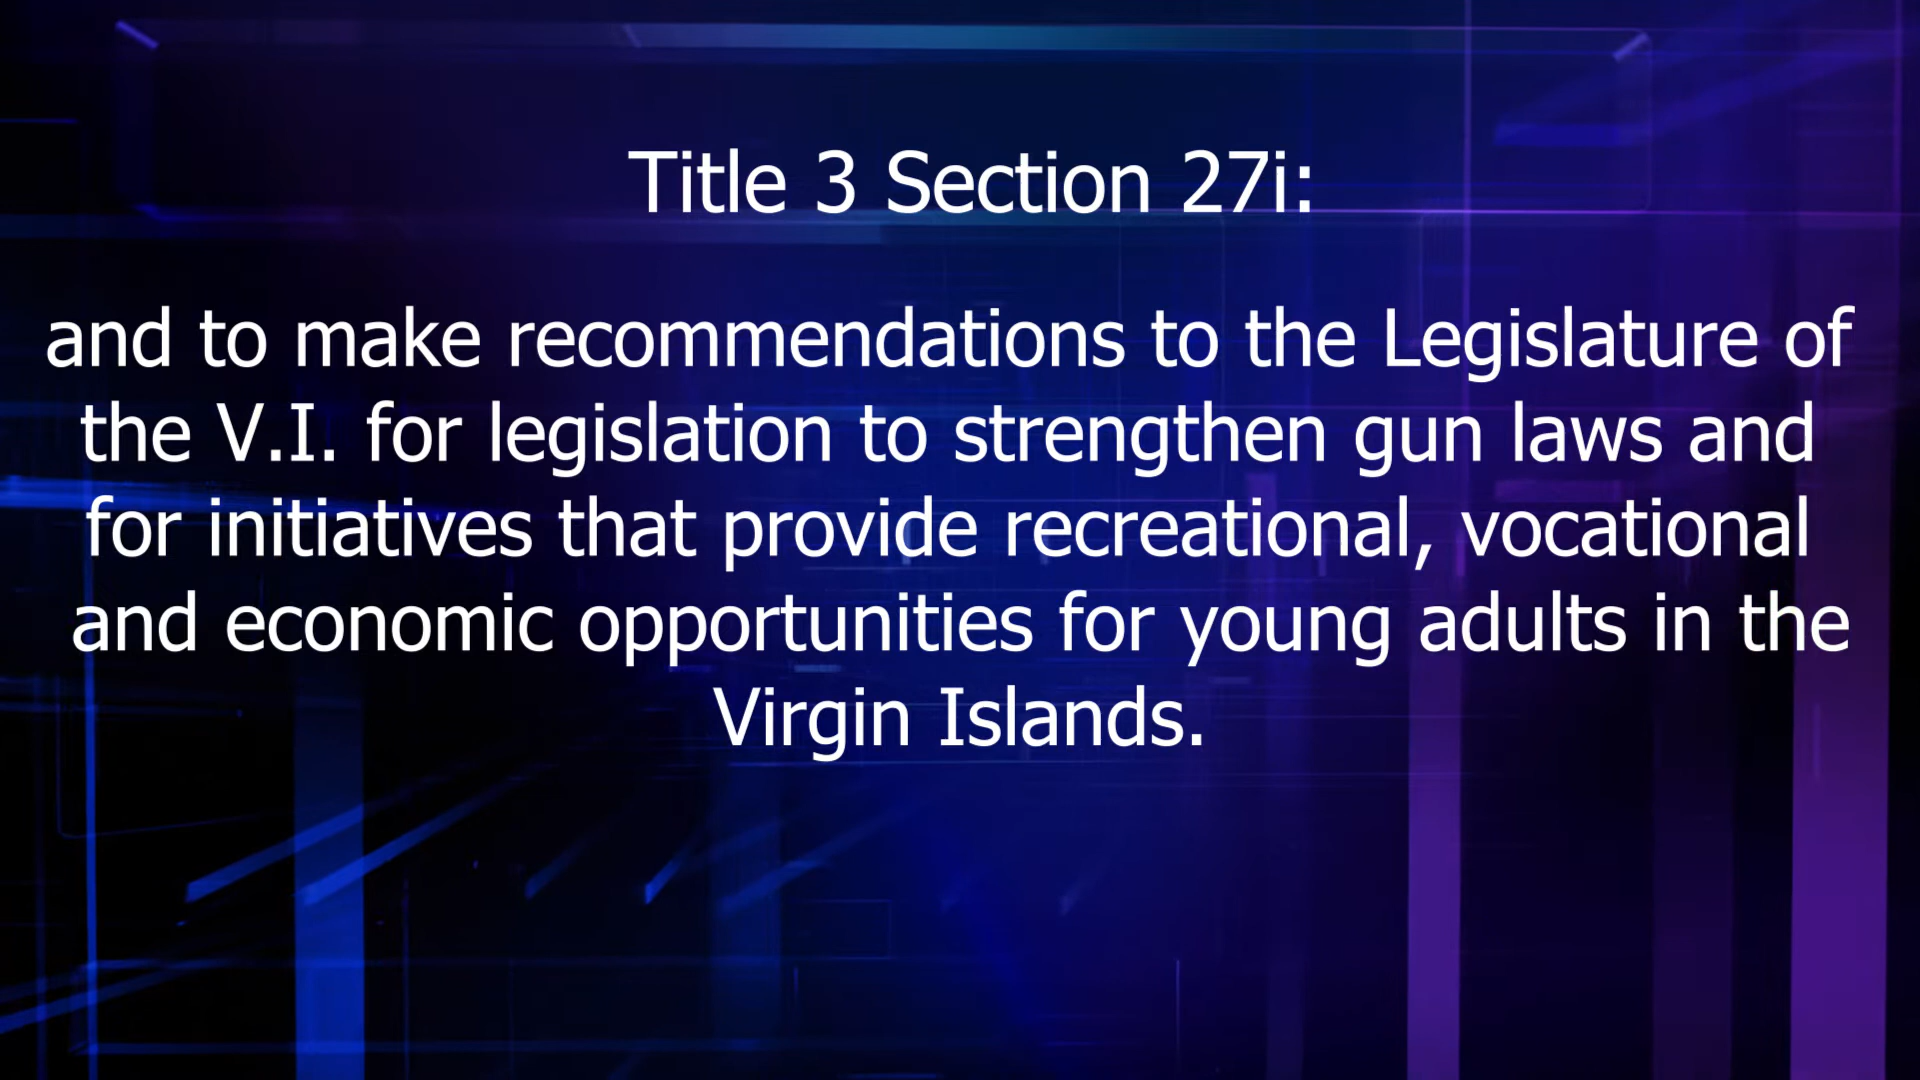 Title 3 Section 27i:
and to make recommendations to the Legislature of
the V.I. for legislation to strengthen gun laws and
for initiatives that provide recreational, vocational
and economic opportunities for young adults in the
Virgin Islands.